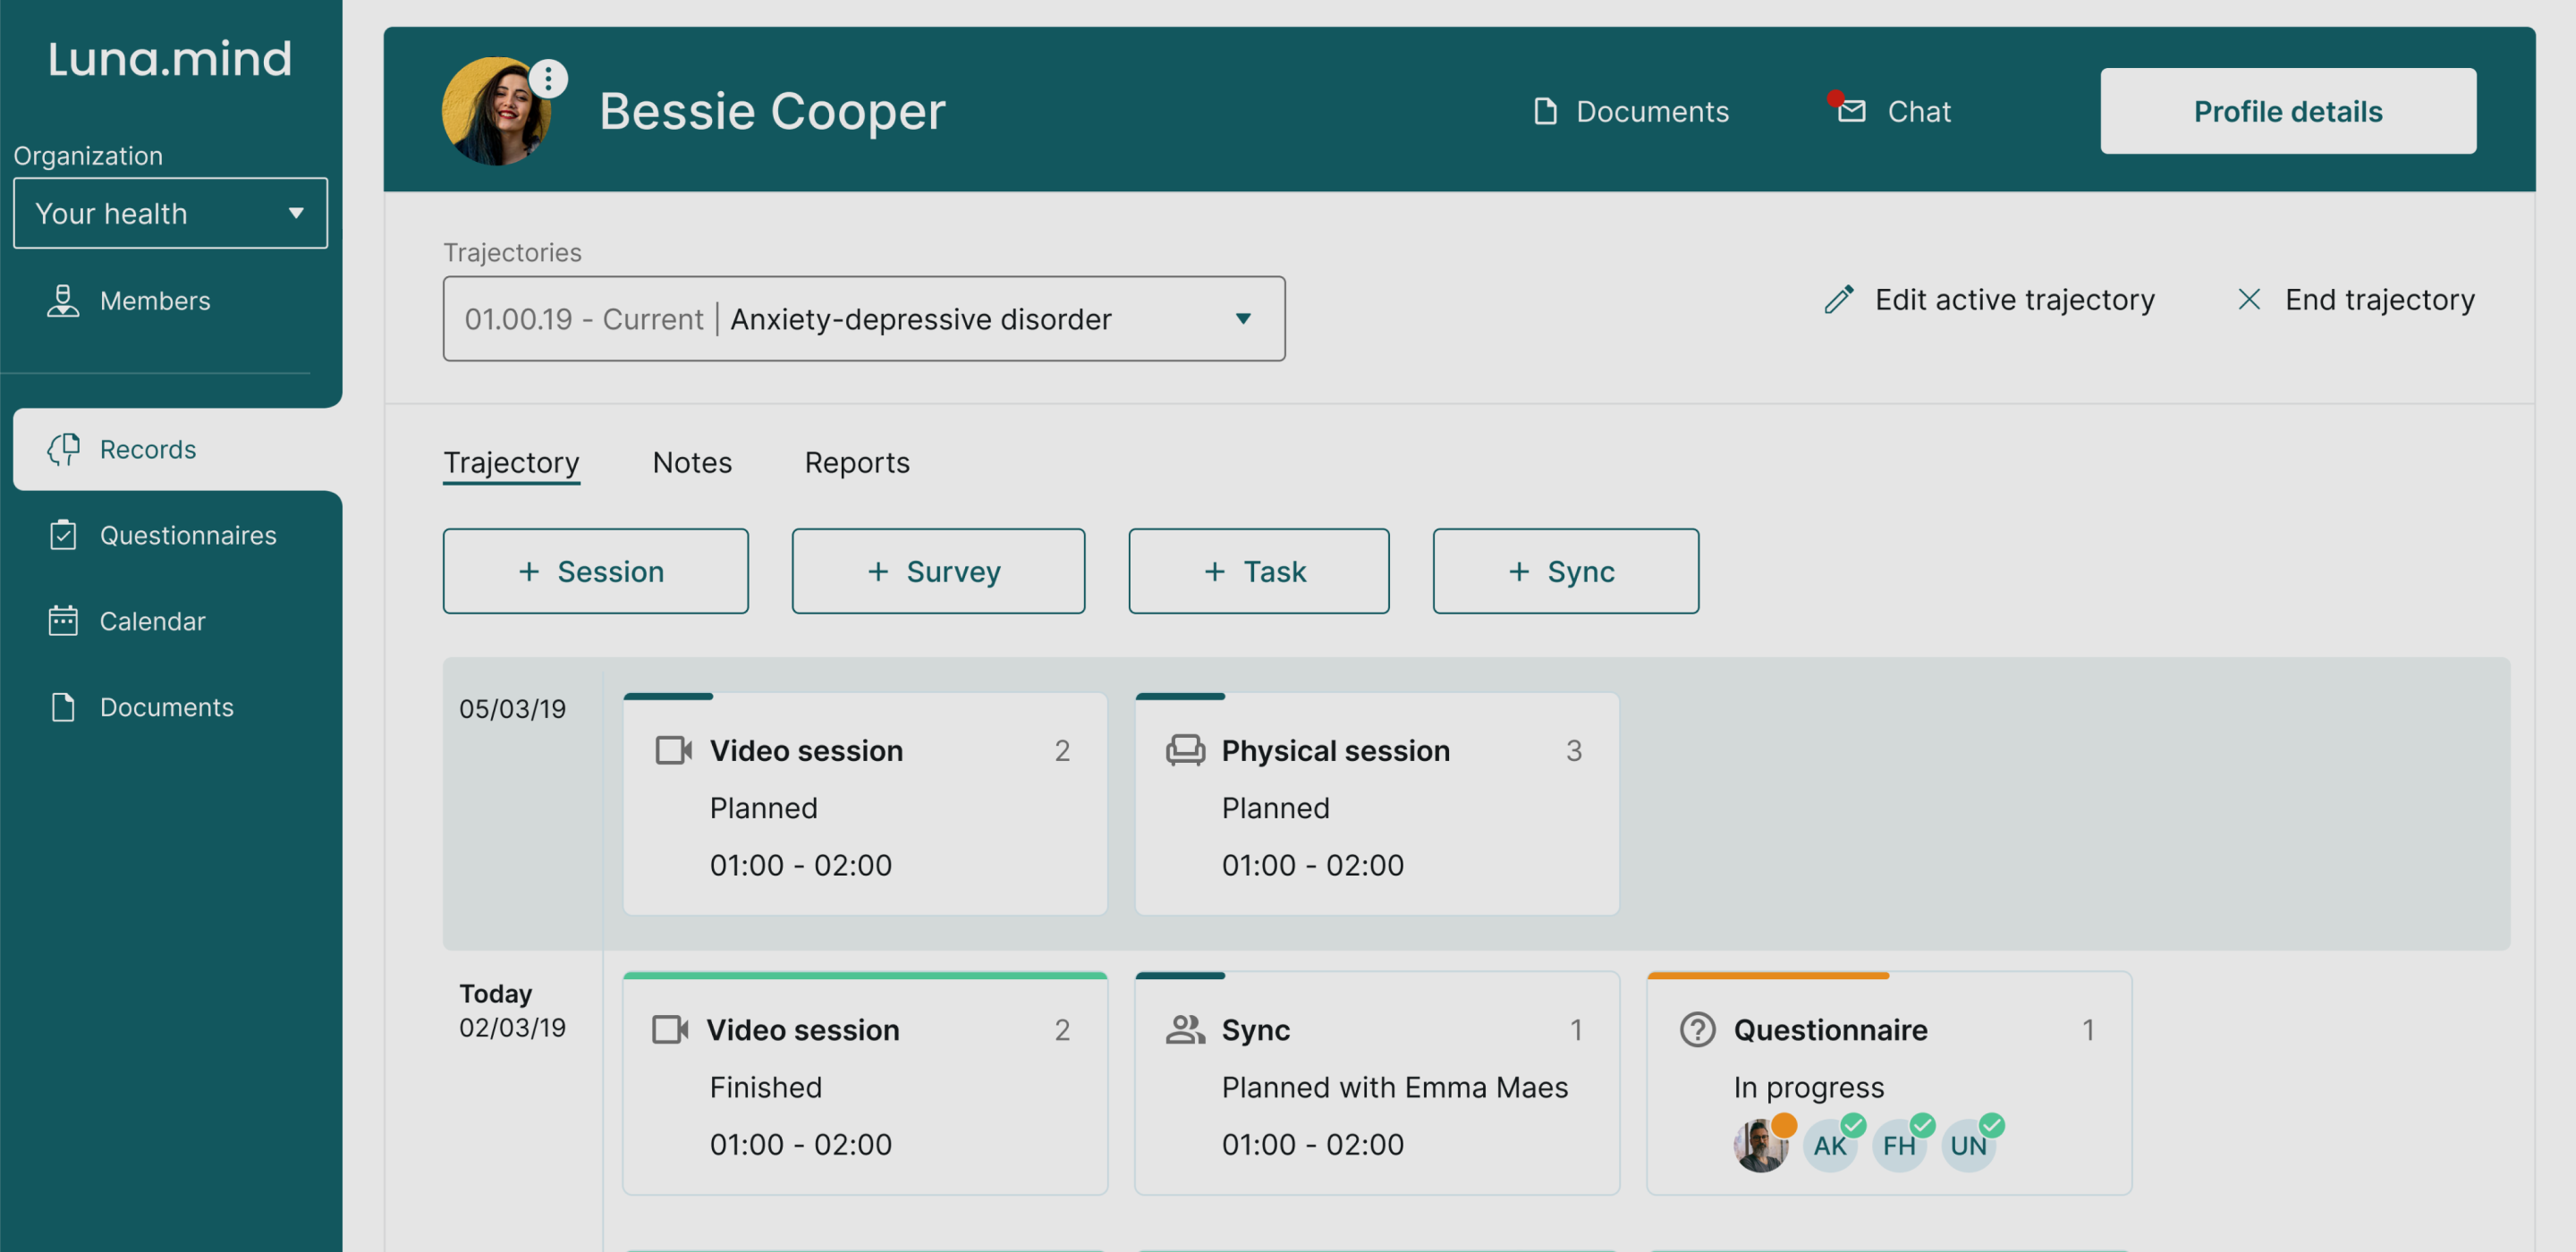 Luna.mind
Organization
Your health
Members
Records
Questionnaires
Calendar
Documents
Bessie Cooper
Documents
Chat
Profile details
Trajectories
01.00.19 - Current | Anxiety-depressive disorder
Edit active trajectory
End trajectory
Trajectory
Notes
Reports
+ Session
+ Survey
+ Task
+ Sync
05/03/19
Video session 2
Planned
01:00 - 02:00
Physical session 3
Planned
01:00 - 02:00
Today
02/03/19
Video session 2
Finished
01:00 - 02:00
Sync 1
Planned with Emma Maes
01:00 - 02:00
Questionnaire 1
In progress
AK FH UN